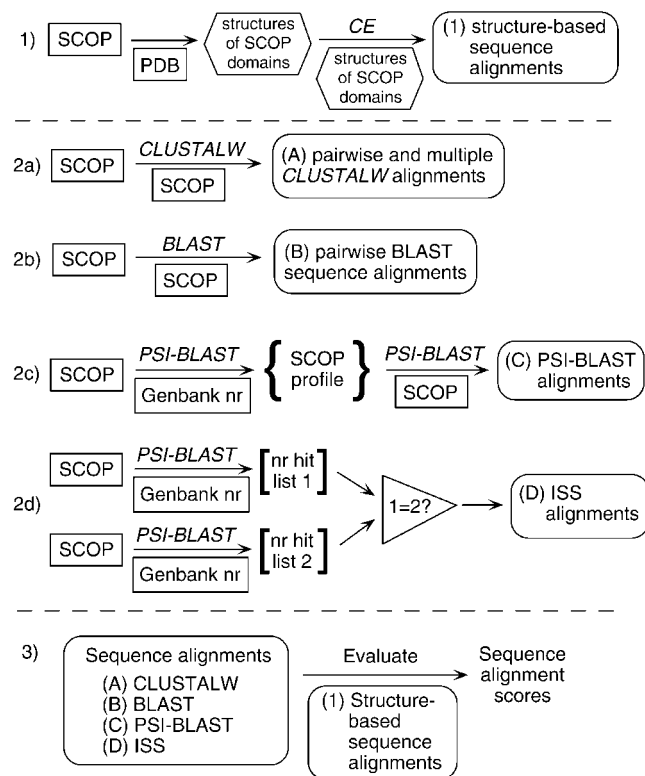 1)
SCOP
PDB
structures
of SCOP
domains
CE
structures
of SCOP
domains
(1) structure-based
sequence
alignments
2a)
SCOP
CLUSTALW
SCOP
(A) pairwise and multiple
CLUSTALW alignments
2b)
SCOP
BLAST
SCOP
(B) pairwise BLAST
sequence alignments
2c)
SCOP
PSI-BLAST
Genbank nr
{ SCOP
profile }
PSI-BLAST
SCOP
(C) PSI-BLAST
alignments
2d)
SCOP
PSI-BLAST
Genbank nr
[nr hit
list 1]
SCOP
PSI-BLAST
Genbank nr
[nr hit
list 2]
1=2?
(D) ISS
alignments
3)
Sequence alignments
(A) CLUSTALW
(B) BLAST
(C) PSI-BLAST
(D) ISS
Evaluate
(1) Structure-
based
sequence
alignments
Sequence
alignment
scores